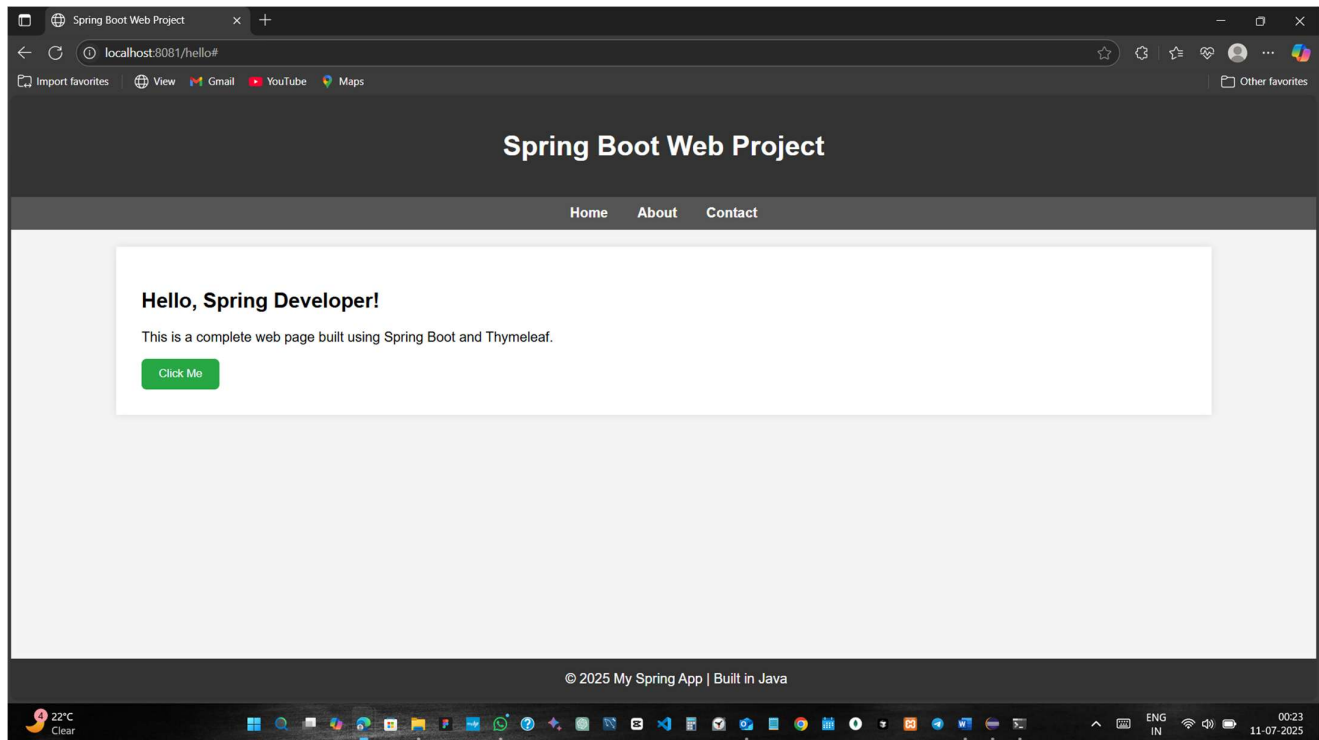 Spring Boot Web Project
localhost:8081/hello#
Import favorites View Gmail YouTube Maps Other favorites
Spring Boot Web Project
Home About Contact
Hello, Spring Developer!
This is a complete web page built using Spring Boot and Thymeleaf.
Click Me
© 2025 My Spring App | Built in Java
4 22°C
Clear
ENG
IN
00:23
11-07-2025